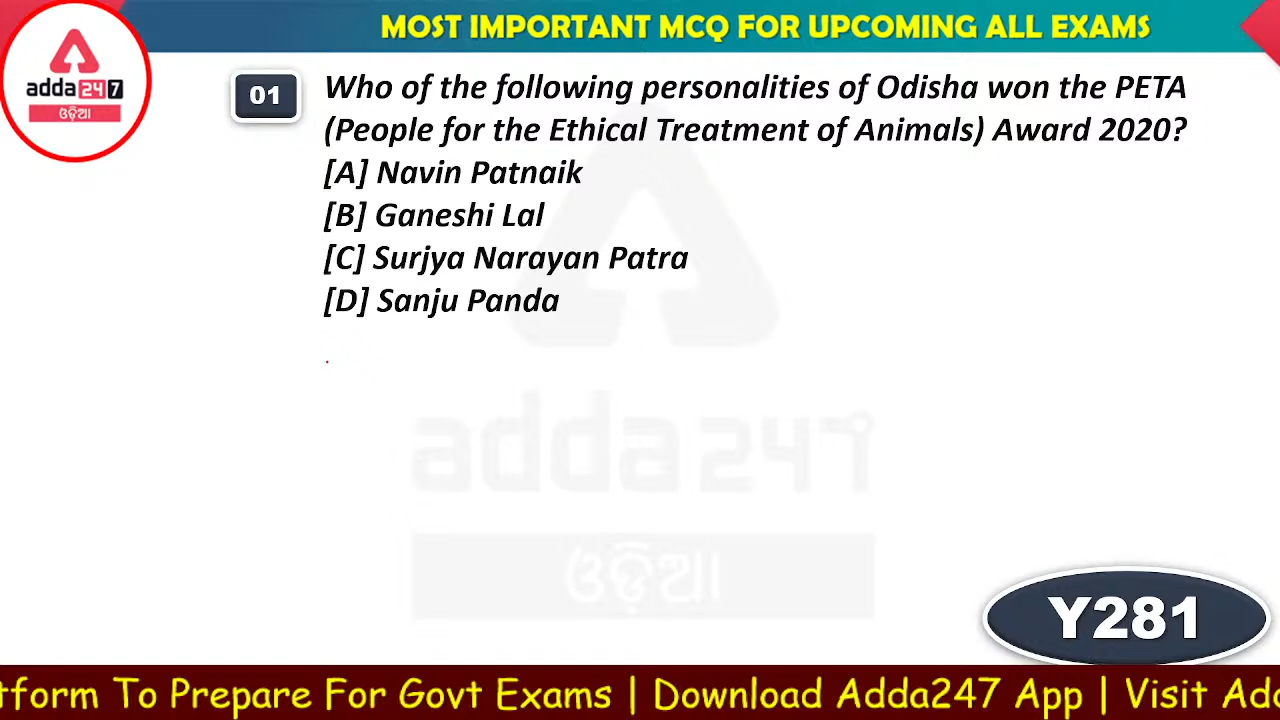 MOST IMPORTANT MCQ FOR UPCOMING ALL EXAMS
adda247
ଓଡ଼ିଆ
01
Who of the following personalities of Odisha won the PETA
(People for the Ethical Treatment of Animals) Award 2020?
[A] Navin Patnaik
[B] Ganeshi Lal
[C] Surjya Narayan Patra
[D] Sanju Panda
adda247
ଓଡ଼ିଆ
Y281
tform To Prepare For Govt Exams | Download Adda247 App | Visit Add